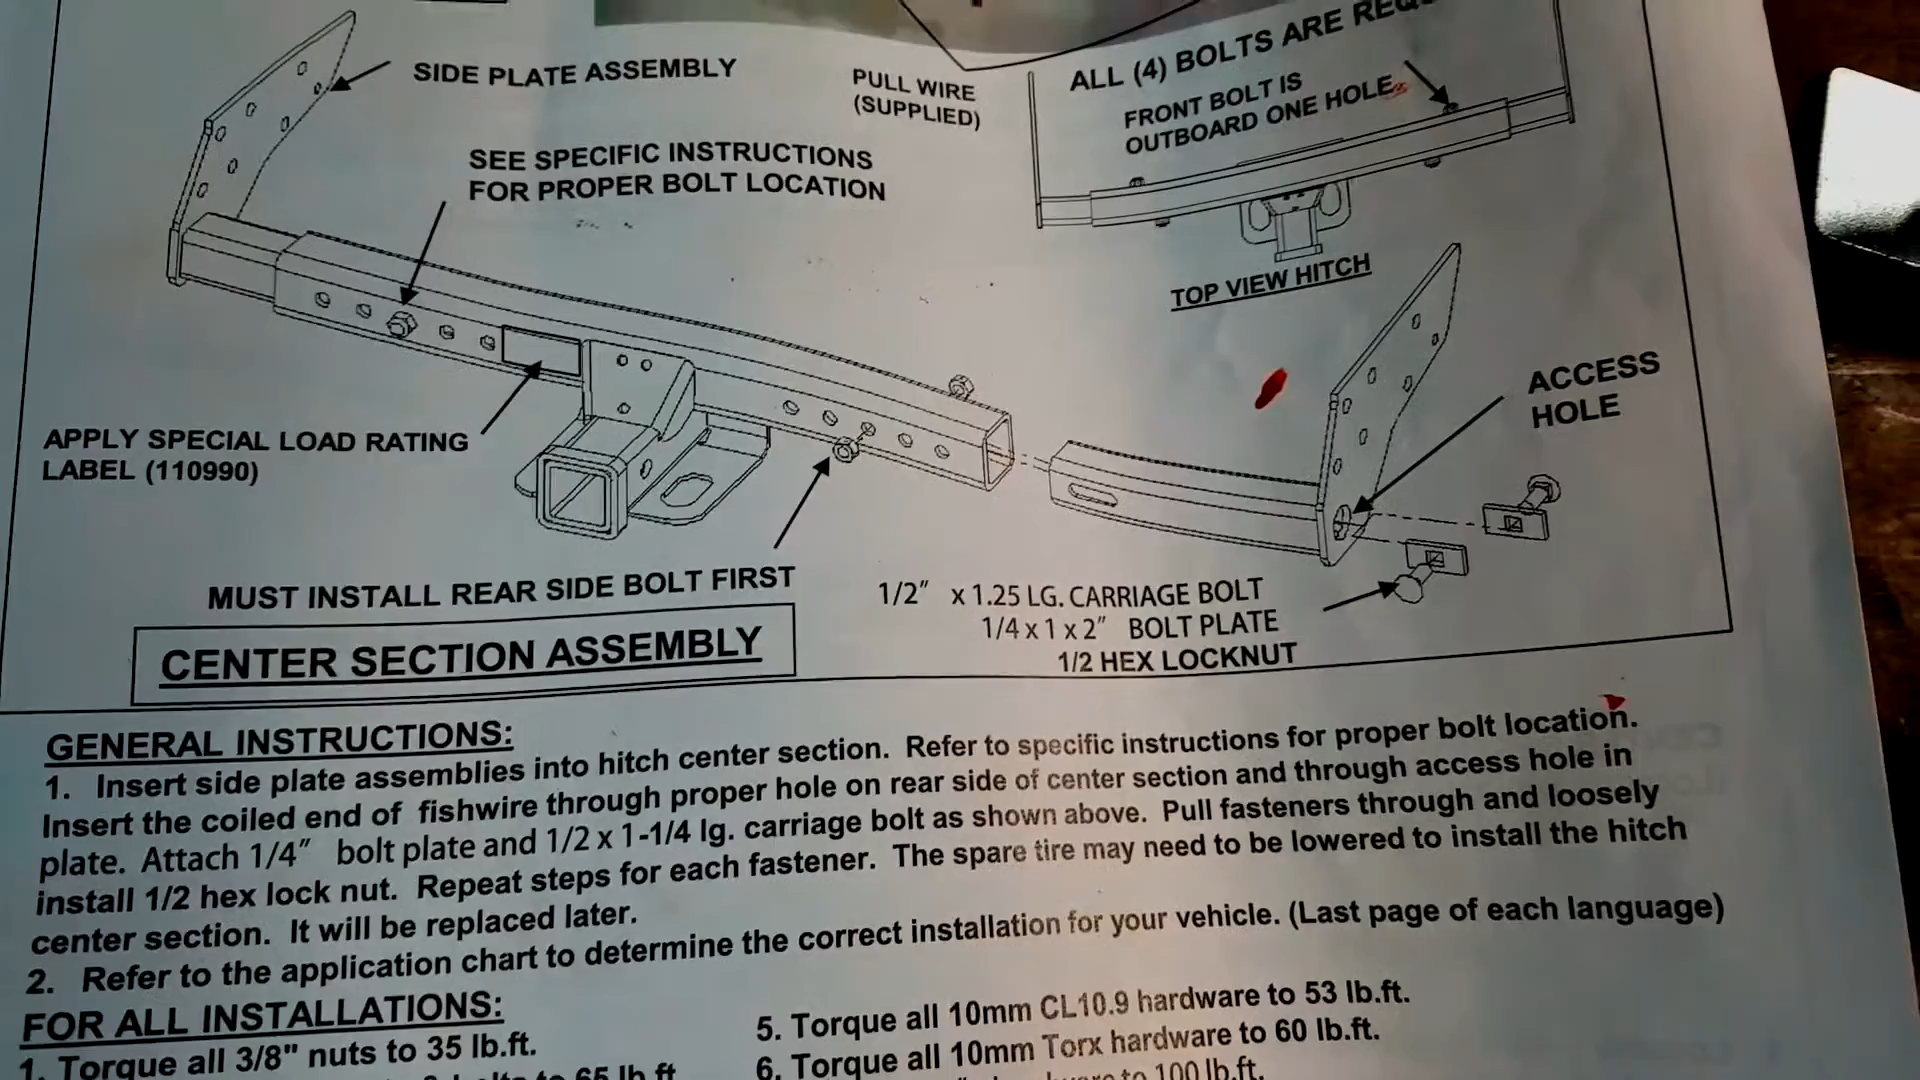 SIDE PLATE ASSEMBLY
PULL WIRE
(SUPPLIED)
ALL (4) BOLTS ARE
FRONT BOLT IS
OUTBOARD ONE HOLE
SEE SPECIFIC INSTRUCTIONS
FOR PROPER BOLT LOCATION
TOP VIEW HITCH
ACCESS
HOLE
APPLY SPECIAL LOAD RATING
LABEL (110990)
MUST INSTALL REAR SIDE BOLT FIRST
1/2" x 1.25 LG. CARRIAGE BOLT
1/4 x 1 x 2" BOLT PLATE
1/2 HEX LOCKNUT
CENTER SECTION ASSEMBLY
GENERAL INSTRUCTIONS:
1. Insert side plate assemblies into hitch center section. Refer to specific instructions for proper bolt location.
Insert the coiled end of fishwire through proper hole on rear side of center section and through access hole in
plate. Attach 1/4" bolt plate and 1/2 x 1-1/4 lg. carriage bolt as shown above. Pull fasteners through and loosely
install 1/2 hex lock nut. Repeat steps for each fastener. The spare tire may need to be lowered to install the hitch
center section. It will be replaced later.
2. Refer to the application chart to determine the correct installation for your vehicle. (Last page of each language)
FOR ALL INSTALLATIONS:
1. Torque all 3/8" nuts to 35 lb.ft.
to 65 lb.ft
5. Torque all 10mm CL10.9 hardware to 53 lb.ft.
6. Torque all 10mm Torx hardware to 60 lb.ft.
to 100 lb.ft.